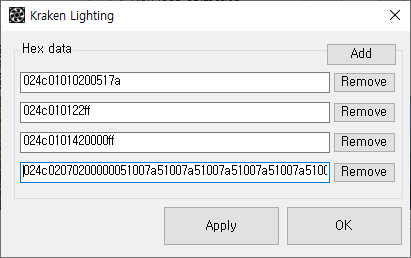 Kraken Lighting
Hex data
Add
024c01010200517a
Remove
024c010122ff
Remove
024c0101420000ff
Remove
024c02070200000051007a51007a51007a51007a51007a5100
Remove
Apply
OK